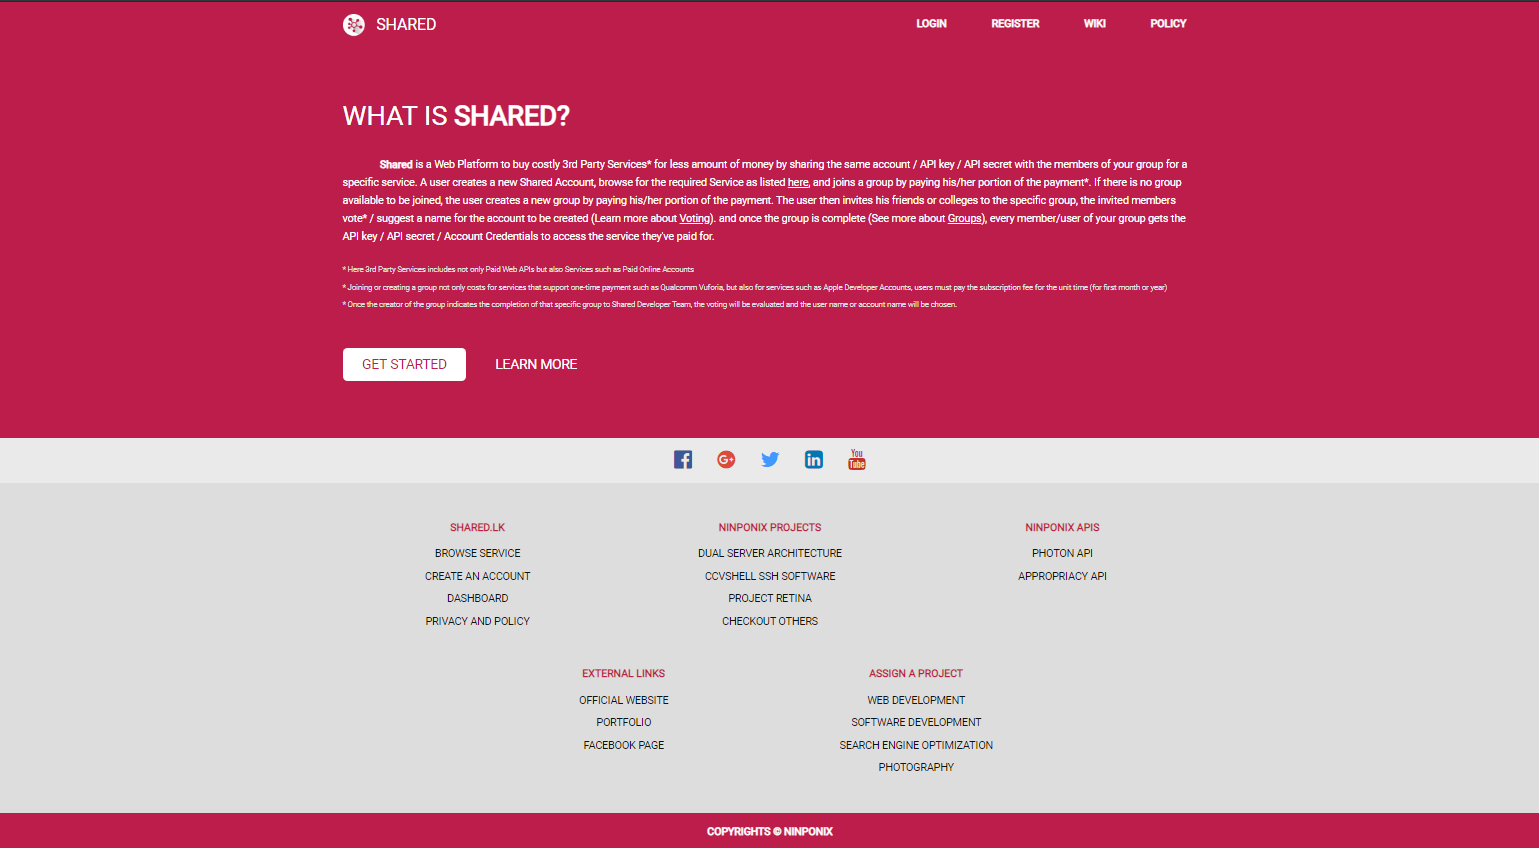 SHARED
LOGIN REGISTER WIKI POLICY
WHAT IS SHARED?
Shared is a Web Platform to buy costly 3rd Party Services* for less amount of money by sharing the same account / API key / API secret with the members of your group for a
specific service. A user creates a new Shared Account, browse for the required Service as listed here, and joins a group by paying his/her portion of the payment*. If there is no group
available to be joined, the user creates a new group by paying his/her portion of the payment. The user then invites his friends or colleges to the specific group, the invited members
vote* / suggest a name for the account to be created (Learn more about Voting). and once the group is complete (See more about Groups), every member/user of your group gets the
API key / API secret / Account Credentials to access the service they've paid for.
* Here 3rd Party Services includes not only Paid Web APIs but also Services such as Paid Online Accounts
* Joining or creating a group not only costs for services that support one-time payment such as Qualcomm Vuforia, but also for services such as Apple Developer Accounts, users must pay the subscription fee for the unit time (for first month or year)
* Once the creator of the group indicates the completion of that specific group to Shared Developer Team, the voting will be evaluated and the user name or account name will be chosen.
GET STARTED LEARN MORE
You Tube
SHARED.LK
BROWSE SERVICE
CREATE AN ACCOUNT
DASHBOARD
PRIVACY AND POLICY
NINPONIX PROJECTS
DUAL SERVER ARCHITECTURE
CCVSHELL SSH SOFTWARE
PROJECT RETINA
CHECKOUT OTHERS
NINPONIX APIS
PHOTON API
APPROPRIACY API
EXTERNAL LINKS
OFFICIAL WEBSITE
PORTFOLIO
FACEBOOK PAGE
ASSIGN A PROJECT
WEB DEVELOPMENT
SOFTWARE DEVELOPMENT
SEARCH ENGINE OPTIMIZATION
PHOTOGRAPHY
COPYRIGHTS © NINPONIX